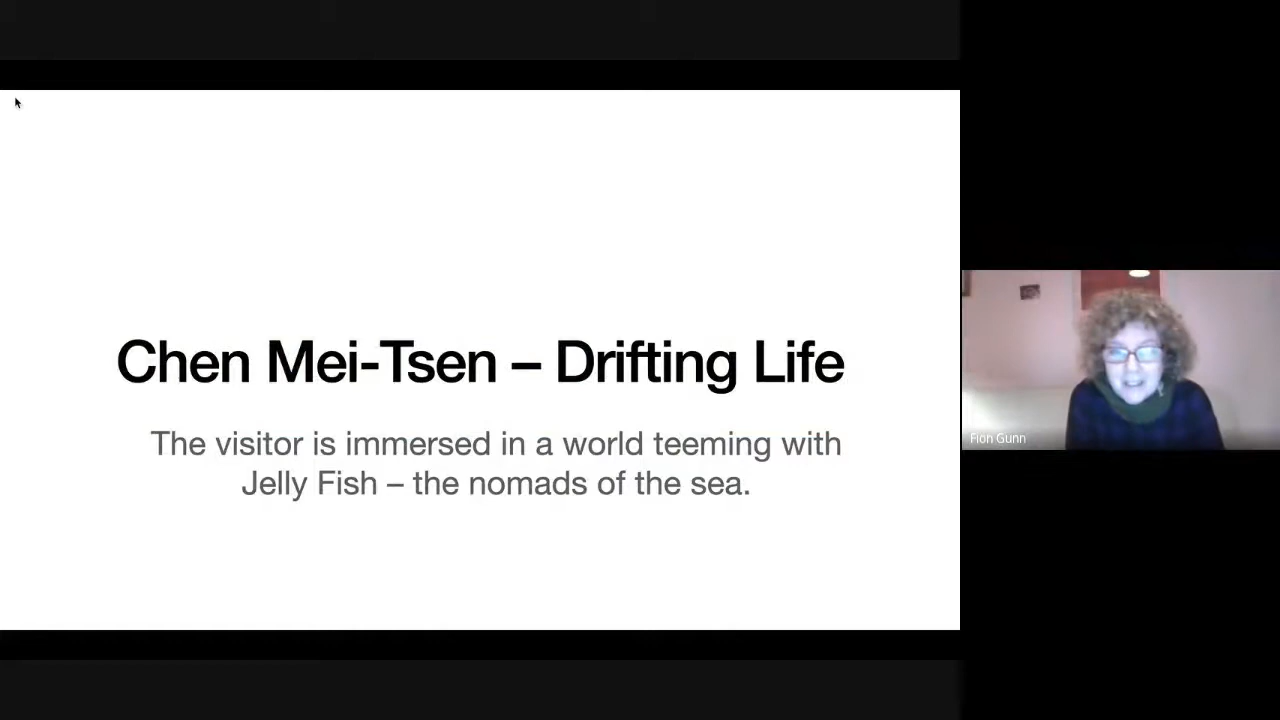 Chen Mei-Tsen – Drifting Life
The visitor is immersed in a world teeming with
Jelly Fish – the nomads of the sea.
Fion Gunn